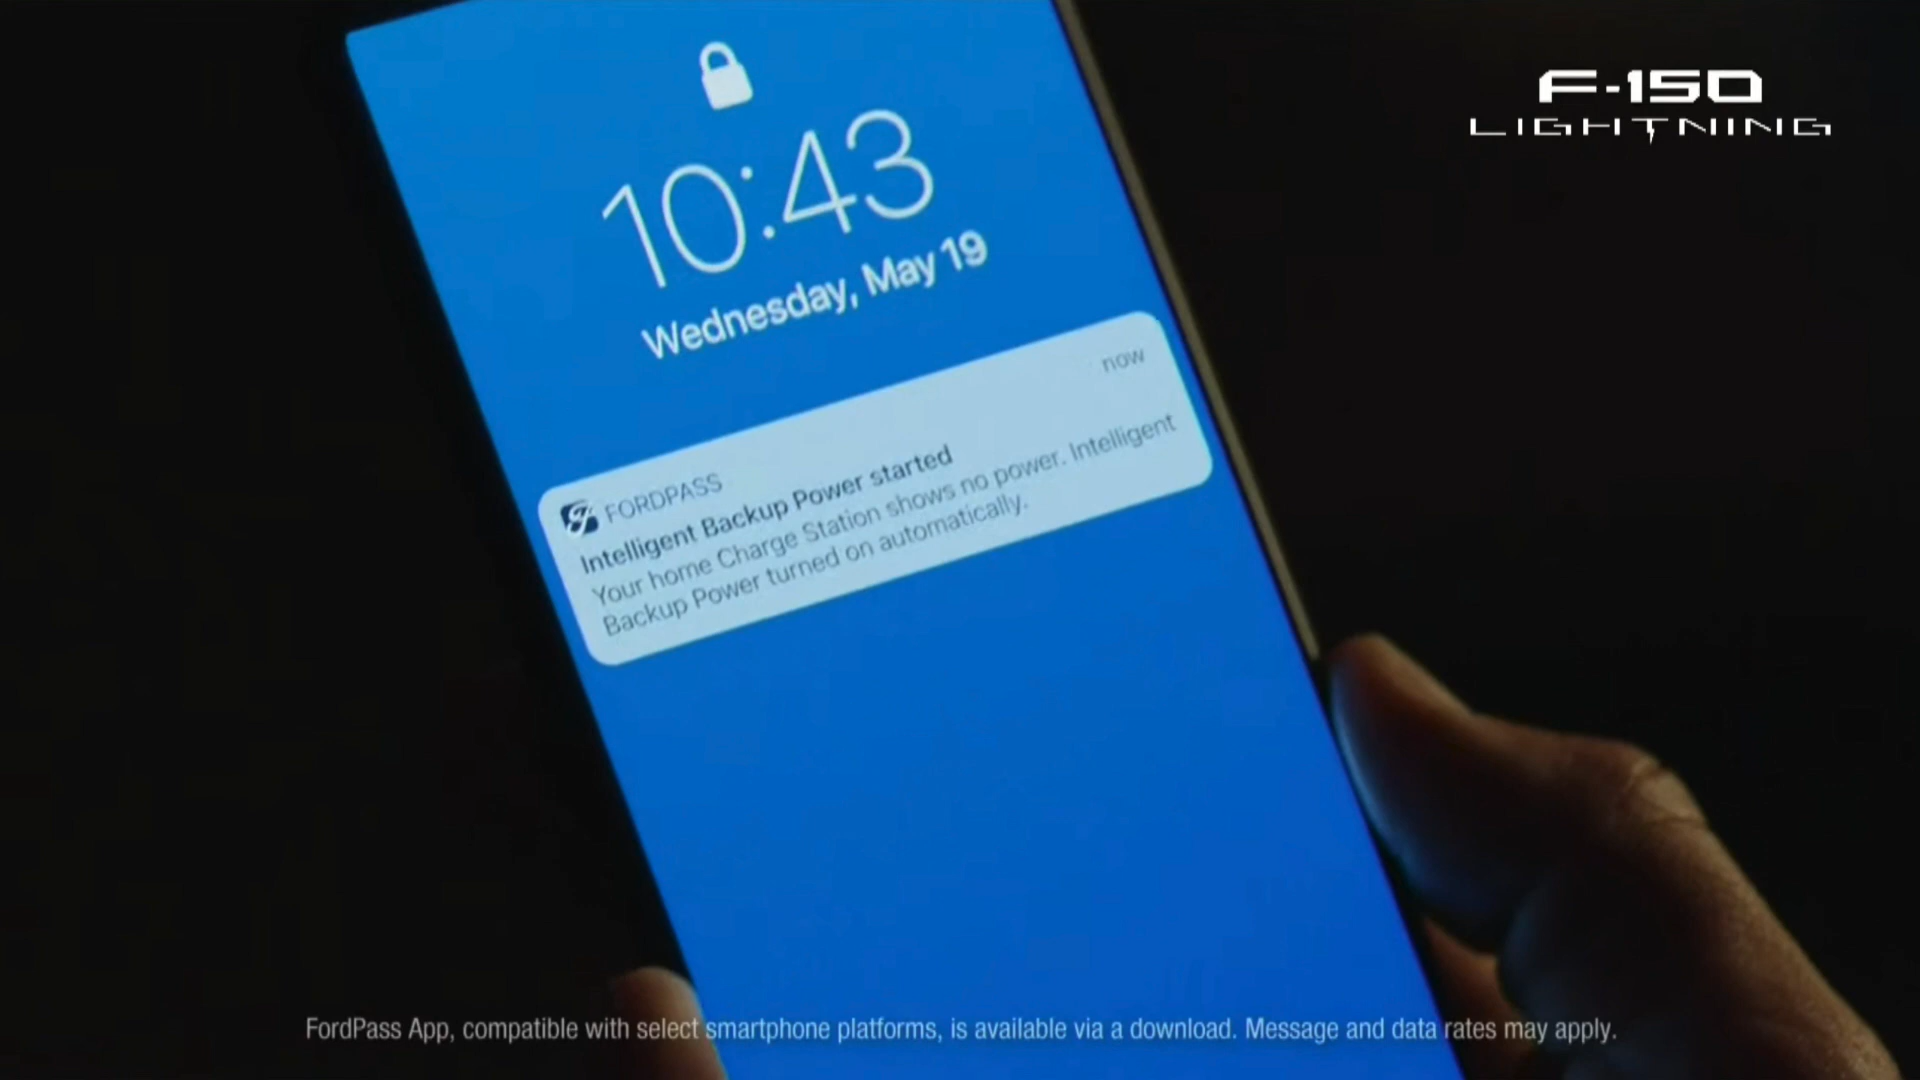 F-150
LIGHTNING
10:43
Wednesday, May 19
FORDPASS
now
Intelligent Backup Power started
Your home Charge Station shows no power. Intelligent
Backup Power turned on automatically.
FordPass App, compatible with select smartphone platforms, is available via a download. Message and data rates may apply.